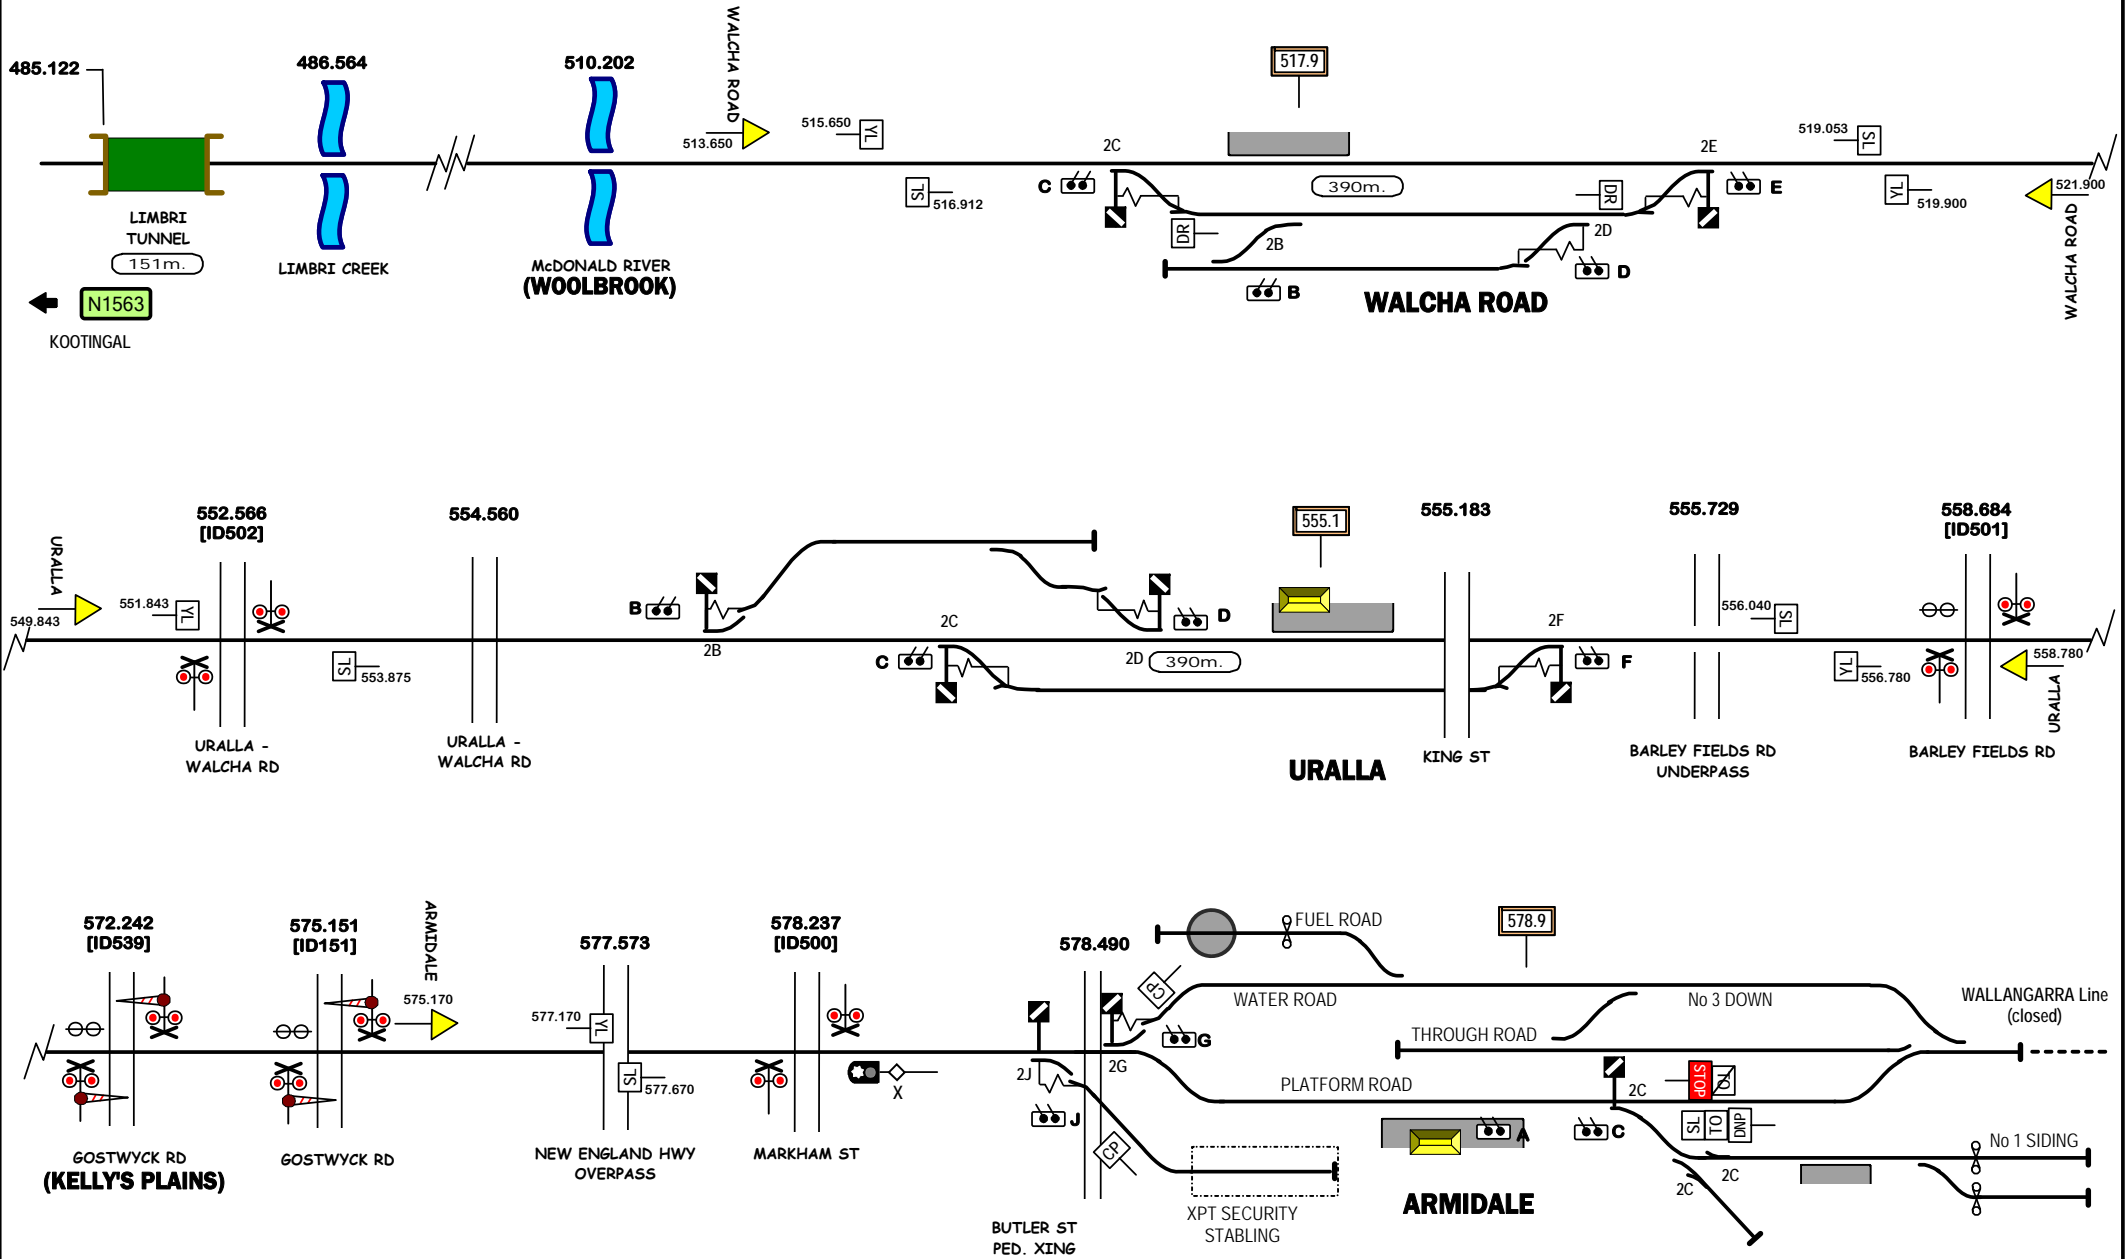 485.122
486.564
510.202
WALCHA ROAD
513.650
515.650
YL
SL
516.912
517.9
2C
2E
519.053
SL
YL
519.900
521.900
WALCHA ROAD
C
390m.
DR
E
DR
2B
2D
B
D
WALCHA ROAD
LIMBRI
TUNNEL
151m.
LIMBRI CREEK
McDONALD RIVER
(WOOLBROOK)
N1563
KOOTINGAL
URALLA
549.843
551.843
YL
552.566
[ID502]
SL
553.875
554.560
B
2B
C
2C
D
2D
390m.
555.1
555.183
2F
F
555.729
556.040
SL
YL
556.780
558.684
[ID501]
558.780
URALLA
URALLA -
WALCHA RD
URALLA -
WALCHA RD
URALLA
KING ST
BARLEY FIELDS RD
UNDERPASS
BARLEY FIELDS RD
572.242
[ID539]
575.151
[ID151]
ARMIDALE
575.170
577.573
577.170
YL
SL
577.670
578.237
[ID500]
X
578.490
2J
J
2G
G
CP
CP
FUEL ROAD
578.9
WATER ROAD
No 3 DOWN
THROUGH ROAD
PLATFORM ROAD
WALLANGARRA Line
(closed)
2C
STOP
TO
SL
TO
DNP
A
C
No 1 SIDING
2C
2C
GOSTWYCK RD
(KELLY'S PLAINS)
GOSTWYCK RD
NEW ENGLAND HWY
OVERPASS
MARKHAM ST
BUTLER ST
PED. XING
XPT SECURITY
STABLING
ARMIDALE